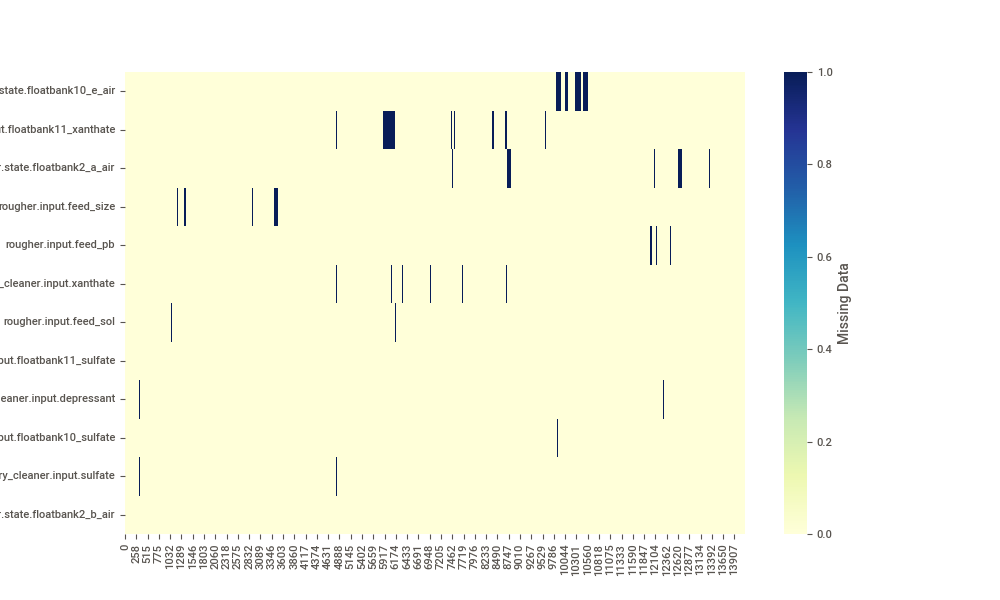 state.floatbank10_e_air
t.floatbank11_xanthate
r.state.floatbank2_a_air
rougher.input.feed_size
rougher.input.feed_pb
_cleaner.input.xanthate
rougher.input.feed_sol
out.floatbank11_sulfate
eaner.input.depressant
out.floatbank10_sulfate
ry_cleaner.input.sulfate
r.state.floatbank2_b_air
0 258 515 775 1032 1289 1546 1803 2060 2318 2575 2832 3089 3346 3603 3860 4117 4374 4631 4888 5145 5402 5659 5917 6174 6433 6691 6948 7205 7462 7719 7976 8233 8490 8747 9010 9267 9529 9786 10044 10301 10560 10818 11075 11333 11590 11847 12104 12362 12620 12877 13134 13392 13650 13907
1.0
0.8
0.6
0.4
0.2
0.0
Missing Data